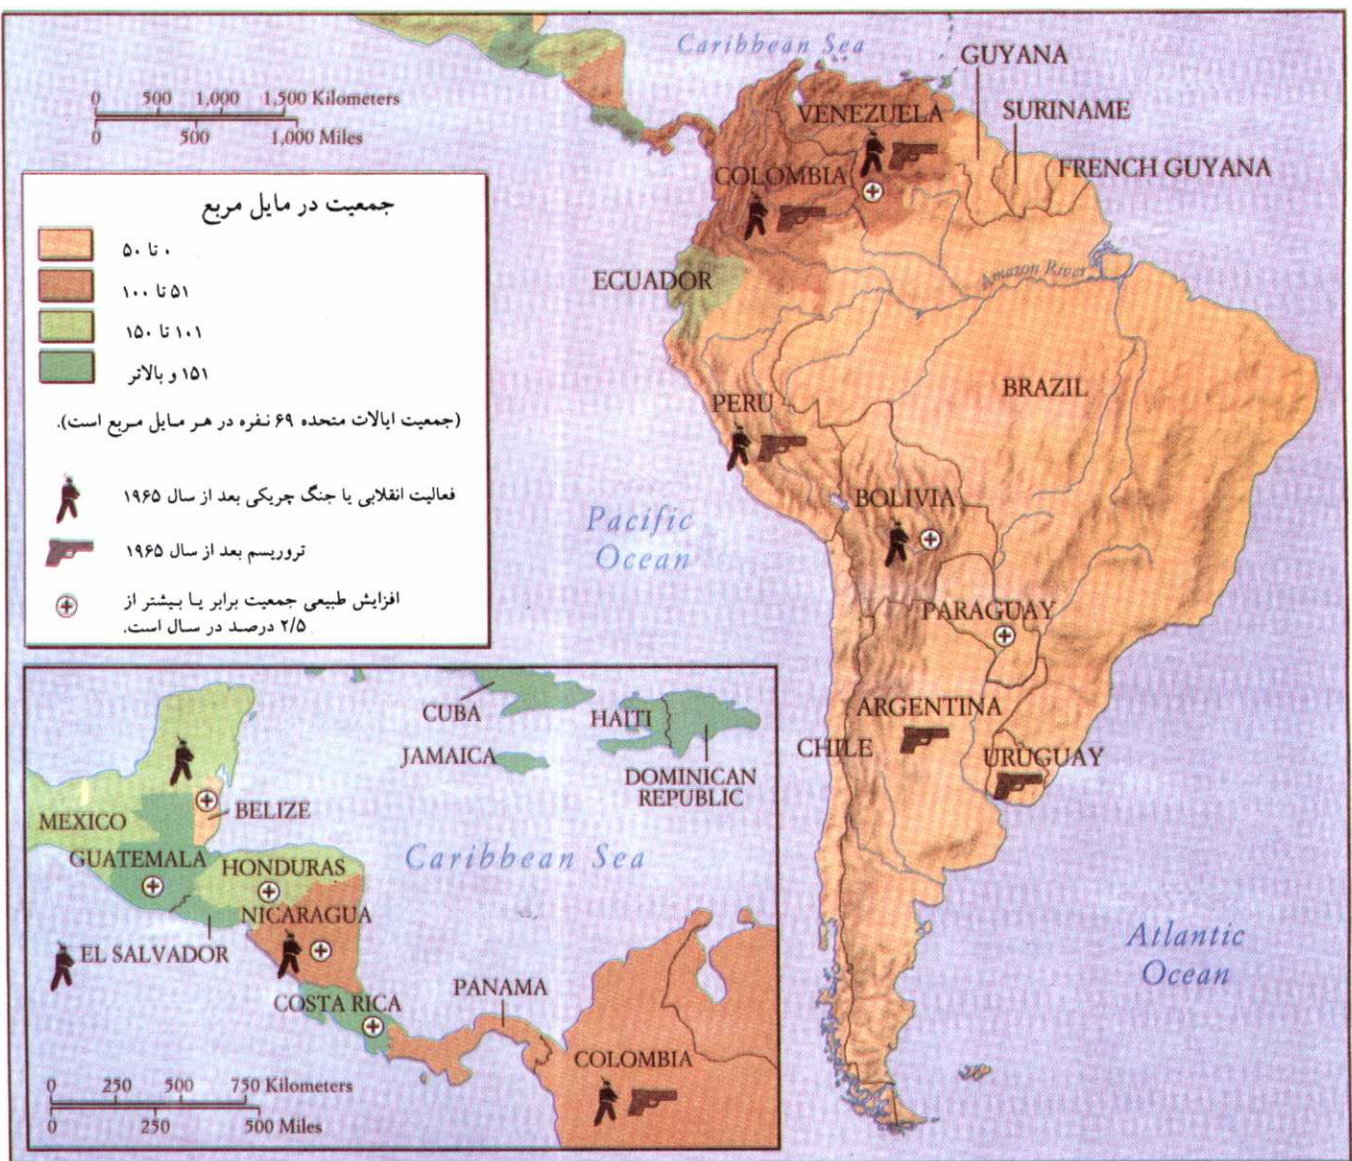 Caribbean Sea
GUYANA
0 500 1,000 1,500 Kilometers
0 500 1,000 Miles
VENEZUELA
SURINAME
COLOMBIA
FRENCH GUYANA
جمعیت در مایل مربع
۰ تا ۵۰
۵۱ تا ۱۰۰
۱۰۱ تا ۱۵۰
۱۵۱ و بالاتر
(جمعیت ایالات متحده ۶۹ نفره در هر مایل مربع است).
فعالیت انقلابی یا جنگ چریکی بعد از سال ۱۹۶۵
تروریسم بعد از سال ۱۹۶۵
افزایش طبیعی جمعیت برابر یا بیشتر از
۲/۵ درصد در سال است.
ECUADOR
Amazon River
BRAZIL
PERU
BOLIVIA
Pacific
Ocean
PARAGUAY
ARGENTINA
CHILE
URUGUAY
Atlantic
Ocean
CUBA
HAITI
JAMAICA
DOMINICAN
REPUBLIC
BELIZE
MEXICO
GUATEMALA
HONDURAS
Caribbean Sea
NICARAGUA
EL SALVADOR
COSTA RICA
PANAMA
COLOMBIA
0 250 500 750 Kilometers
0 250 500 Miles